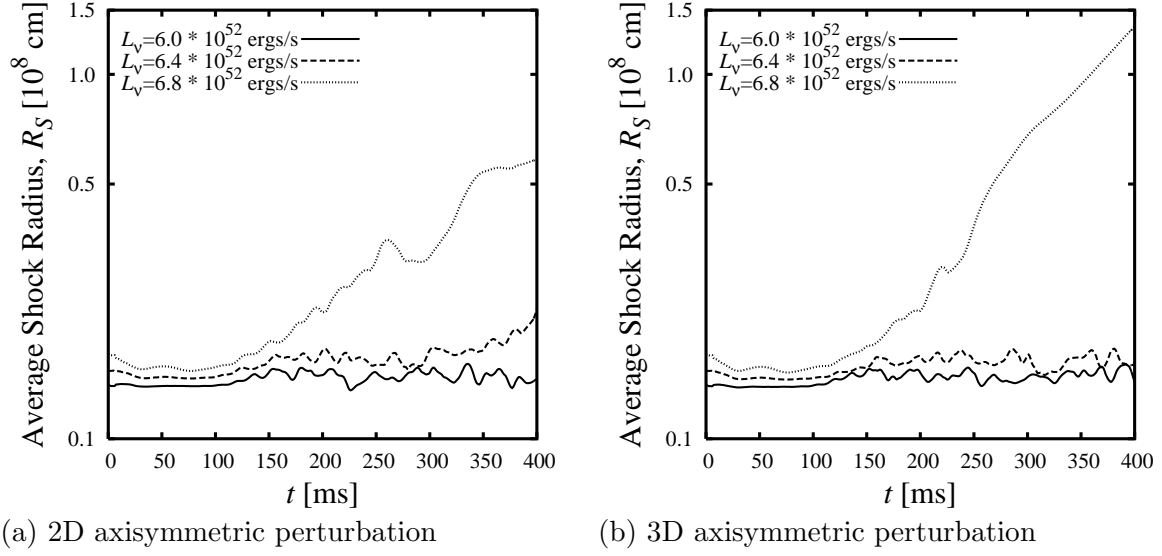 1.5
1.0
0.5
0.1
Average Shock Radius, R_S [10^8 cm]
L_ν=6.0 * 10^52 ergs/s
L_ν=6.4 * 10^52 ergs/s
L_ν=6.8 * 10^52 ergs/s
0 50 100 150 200 250 300 350 400
t [ms]
(a) 2D axisymmetric perturbation
1.5
1.0
0.5
0.1
Average Shock Radius, R_S [10^8 cm]
L_ν=6.0 * 10^52 ergs/s
L_ν=6.4 * 10^52 ergs/s
L_ν=6.8 * 10^52 ergs/s
0 50 100 150 200 250 300 350 400
t [ms]
(b) 3D axisymmetric perturbation